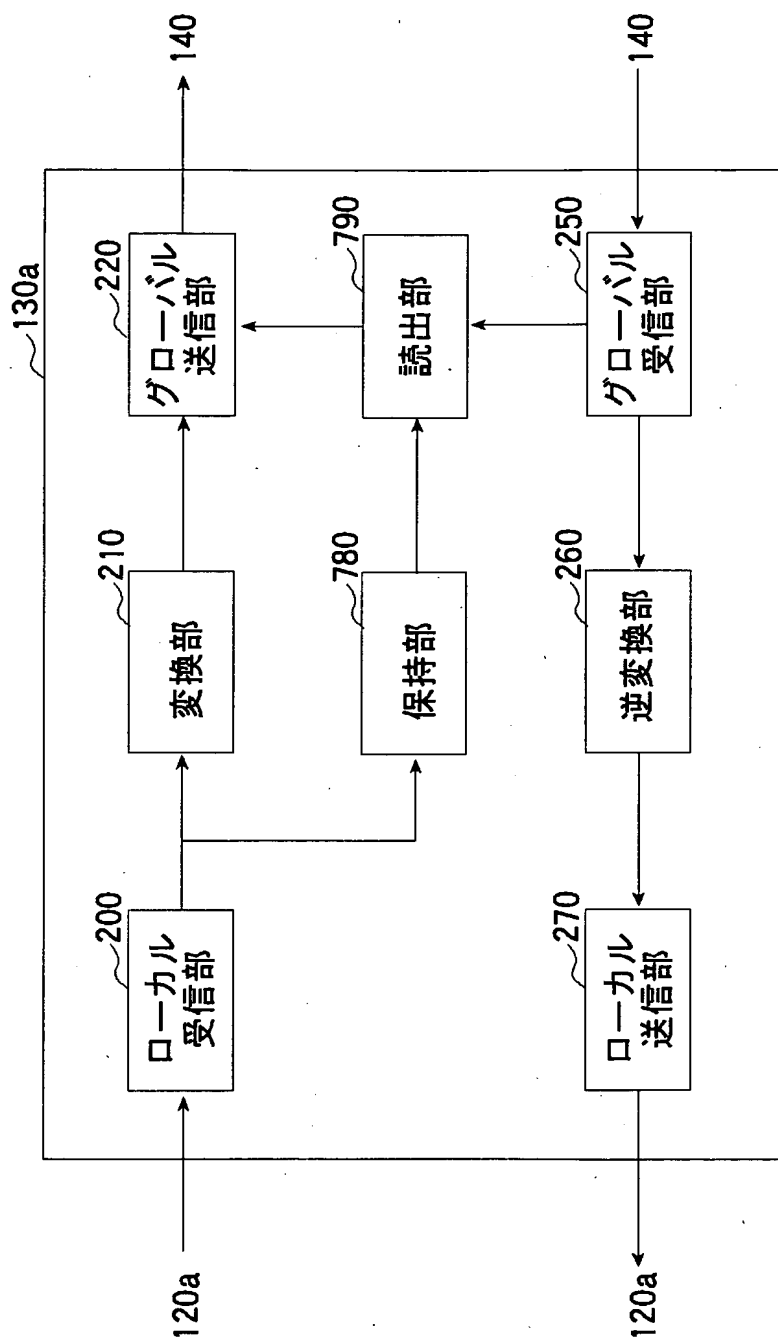 130a
120a
200
ローカル
受信部
210
変換部
220
グローバル
送信部
140
780
保持部
790
読出部
120a
270
ローカル
送信部
260
逆変換部
250
グローバル
受信部
140